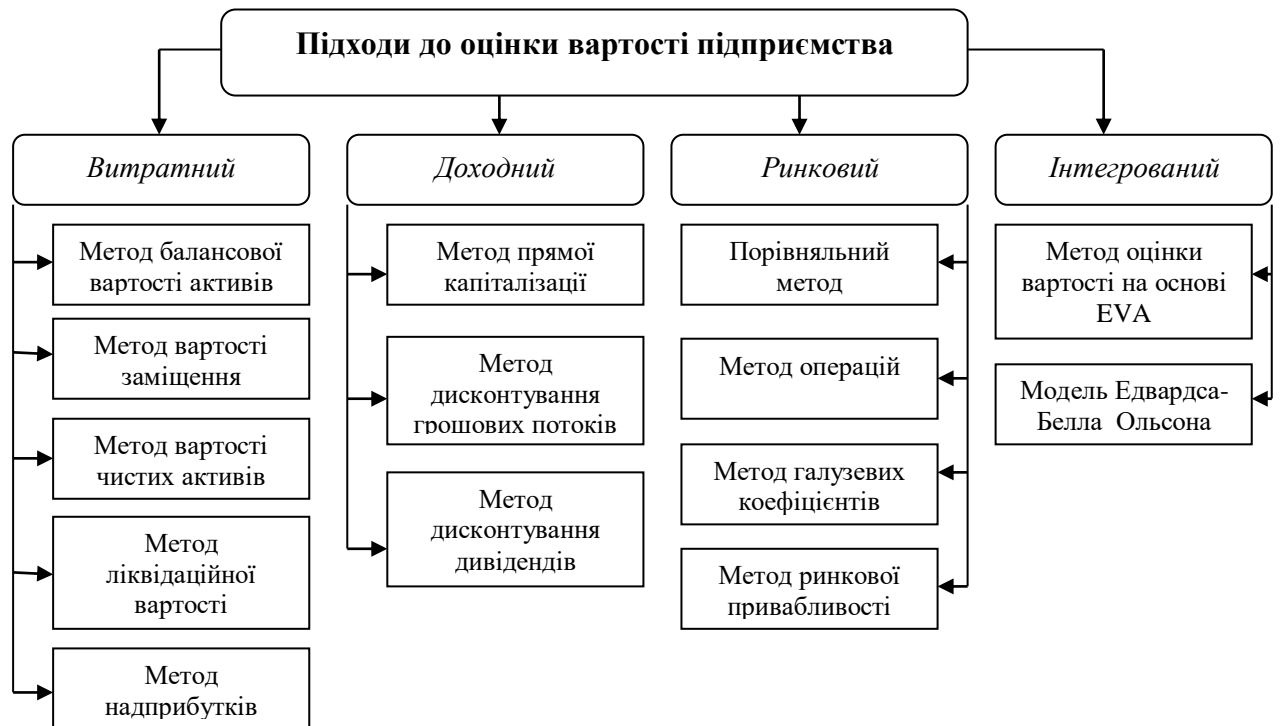 Підходи до оцінки вартості підприємства
Витратний
Доходний
Ринковий
Інтегрований
Метод балансової
вартості активів
Метод вартості
заміщення
Метод вартості
чистих активів
Метод
ліквідаційної
вартості
Метод
надприбутків
Метод прямої
капіталізації
Метод
дисконтування
грошових потоків
Метод
дисконтування
дивідендів
Порівняльний
метод
Метод операцій
Метод галузевих
коефіцієнтів
Метод ринкової
привабливості
Метод оцінки
вартості на основі
EVA
Модель Едвардса-
Белла Ольсона